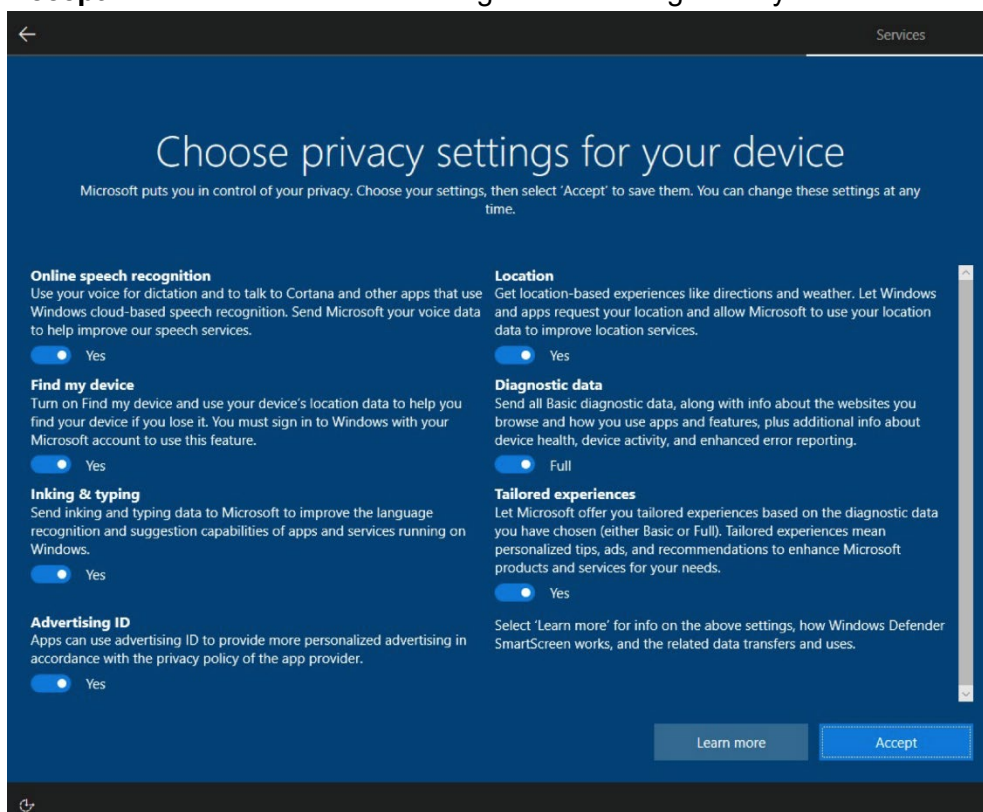 Services
Choose privacy settings for your device
Microsoft puts you in control of your privacy. Choose your settings, then select 'Accept' to save them. You can change these settings at any
time.
Online speech recognition
Use your voice for dictation and to talk to Cortana and other apps that use
Windows cloud-based speech recognition. Send Microsoft your voice data
to help improve our speech services.
Yes
Find my device
Turn on Find my device and use your device's location data to help you
find your device if you lose it. You must sign in to Windows with your
Microsoft account to use this feature.
Yes
Inking & typing
Send inking and typing data to Microsoft to improve the language
recognition and suggestion capabilities of apps and services running on
Windows.
Yes
Advertising ID
Apps can use advertising ID to provide more personalized advertising in
accordance with the privacy policy of the app provider.
Yes
Location
Get location-based experiences like directions and weather. Let Windows
and apps request your location and allow Microsoft to use your location
data to improve location services.
Yes
Diagnostic data
Send all Basic diagnostic data, along with info about the websites you
browse and how you use apps and features, plus additional info about
device health, device activity, and enhanced error reporting.
Full
Tailored experiences
Let Microsoft offer you tailored experiences based on the diagnostic data
you have chosen (either Basic or Full). Tailored experiences mean
personalized tips, ads, and recommendations to enhance Microsoft
products and services for your needs.
Yes
Select 'Learn more' for info on the above settings, how Windows Defender
SmartScreen works, and the related data transfers and uses.
Learn more
Accept